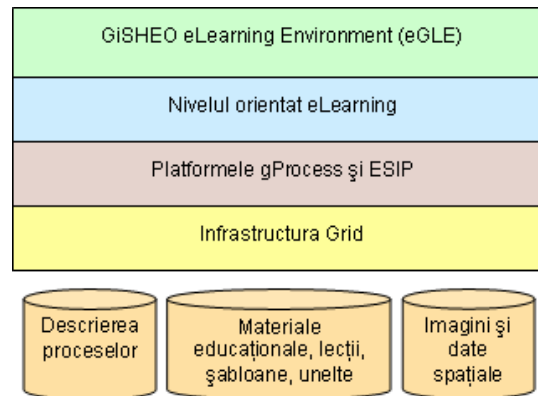 GiSHEO eLearning Environment (eGLE)
Nivelul orientat eLearning
Platformele gProcess şi ESIP
Infrastructura Grid
Descrierea
proceselor
Materiale
educaţionale, lecţii,
şabloane, unelte
Imagini şi
date
spaţiale